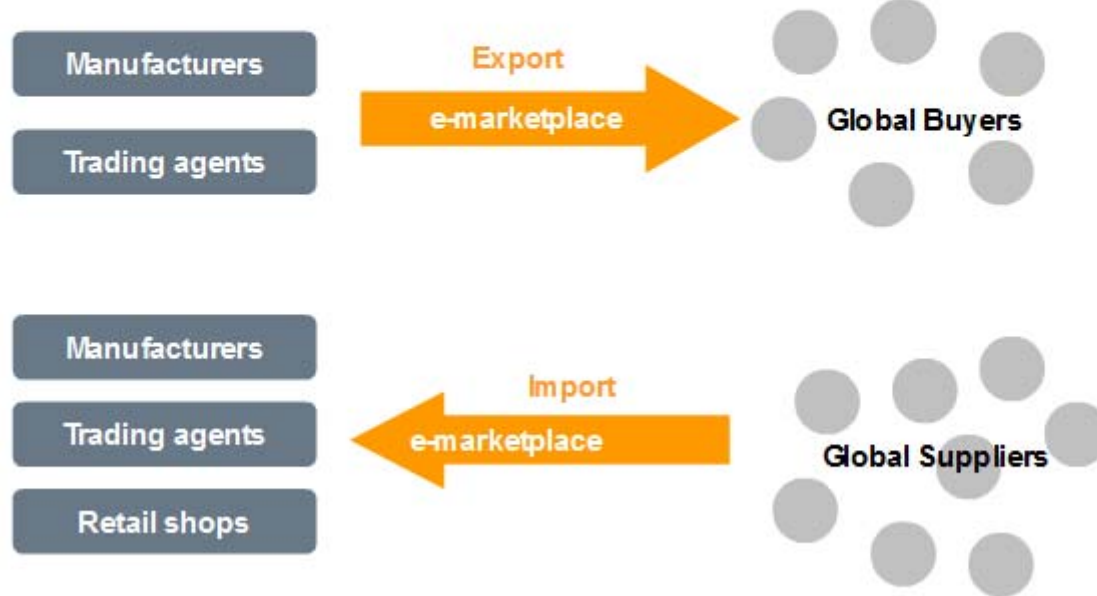 Manufacturers
Export
e-marketplace
Global Buyers
Trading agents
Manufacturers
Import
Trading agents
e-marketplace
Global Suppliers
Retail shops